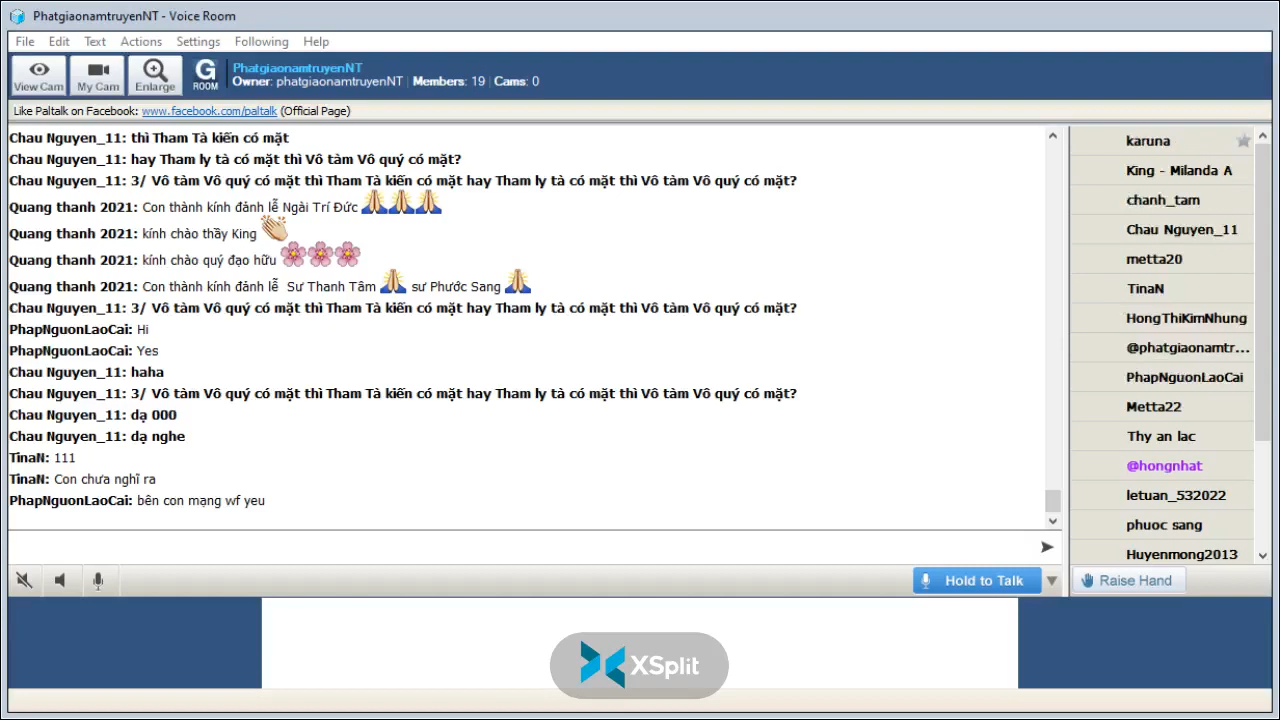 PhatgiaonamtruyenNT - Voice Room
File Edit Text Actions Settings Following Help
View Cam
My Cam
Enlarge
G ROOM
PhatgiaonamtruyenNT
Owner: phatgiaonamtruyenNT | Members: 19 | Cams: 0
Like Paltalk on Facebook: www.facebook.com/paltalk (Official Page)
Chau Nguyen_11: thì Tham Tà kiến có mặt
Chau Nguyen_11: hay Tham ly tà có mặt thì Vô tàm Vô quý có mặt?
Chau Nguyen_11: 3/ Vô tàm Vô quý có mặt thì Tham Tà kiến có mặt hay Tham ly tà có mặt thì Vô tàm Vô quý có mặt?
Quang thanh 2021: Con thành kính đảnh lễ Ngài Trí Đức 🙏🙏🙏
Quang thanh 2021: kính chào thầy King 👏
Quang thanh 2021: kính chào quý đạo hữu 🌸🌸🌸
Quang thanh 2021: Con thành kính đảnh lễ Sư Thanh Tâm 🙏 sư Phước Sang 🙏
Chau Nguyen_11: 3/ Vô tàm Vô quý có mặt thì Tham Tà kiến có mặt hay Tham ly tà có mặt thì Vô tàm Vô quý có mặt?
PhapNguonLaoCai: Hi
PhapNguonLaoCai: Yes
Chau Nguyen_11: haha
Chau Nguyen_11: 3/ Vô tàm Vô quý có mặt thì Tham Tà kiến có mặt hay Tham ly tà có mặt thì Vô tàm Vô quý có mặt?
Chau Nguyen_11: dạ 000
Chau Nguyen_11: dạ nghe
TinaN: 111
TinaN: Con chưa nghĩ ra
PhapNguonLaoCai: bên con mạng wf yeu
karuna
King - Milanda A
chanh_tam
Chau Nguyen_11
metta20
TinaN
HongThiKimNhung
@phatgiaonamtr...
PhapNguonLaoCai
Metta22
Thy an lac
@hongnhat
letuan_532022
phuoc sang
Huyenmong2013
Hold to Talk
Raise Hand
XSplit